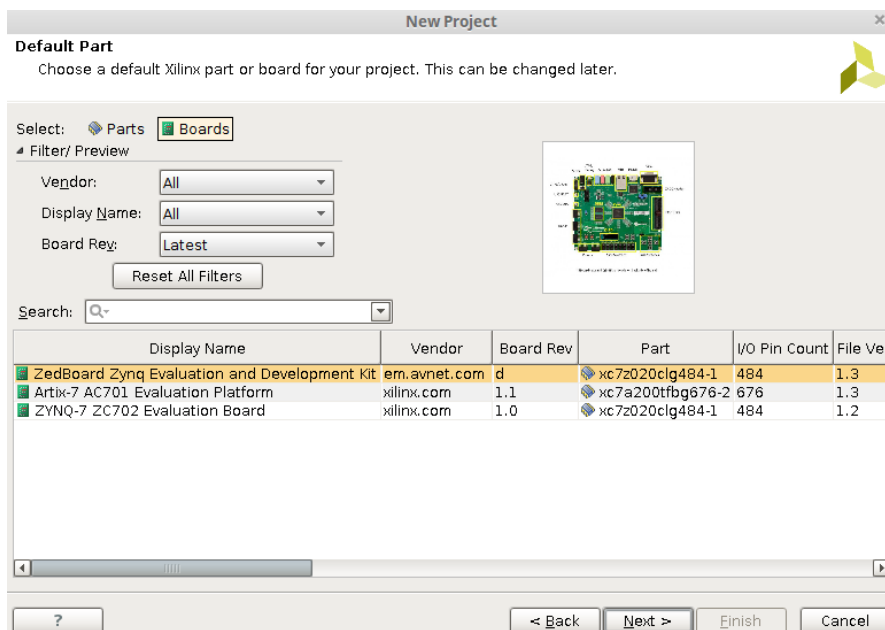 New Project
Default Part
Choose a default Xilinx part or board for your project. This can be changed later.
Select: Parts Boards
Filter/ Preview
Vendor: All
Display Name: All
Board Rev: Latest
Reset All Filters
Search:
Display Name Vendor Board Rev Part I/O Pin Count File Ve
ZedBoard Zynq Evaluation and Development Kit em.avnet.com d xc7z020clg484-1 484 1.3
Artix-7 AC701 Evaluation Platform xilinx.com 1.1 xc7a200tfbg676-2 676 1.3
ZYNQ-7 ZC702 Evaluation Board xilinx.com 1.0 xc7z020clg484-1 484 1.2
? < Back Next > Finish Cancel